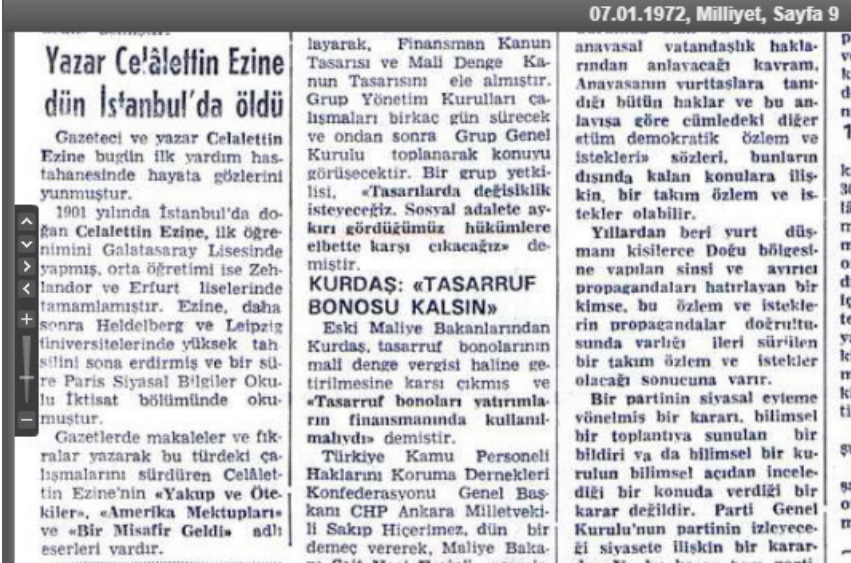 07.01.1972, Milliyet, Sayfa 9
Yazar Celâlettin Ezine
dün İstanbul'da öldü
Gazeteci ve yazar Celalettin
Ezine bugün ilk yardım has-
tahanesinde hayata gözlerini
yunmuştur.
1901 yılında İstanbul'da do-
ğan Celalettin Ezine, ilk öğre-
nimini Galatasaray Lisesinde
yapmış, orta öğretimi ise Zeh-
landor ve Erfurt liselerinde
tamamlamıştır. Ezine, daha
sonra Heldelberg ve Leipzig
üniversitelerinde yüksek tah
silini sona erdirmiş ve bir sü-
re Paris Siyasal Bilgiler Oku-
lu İktisat bölümünde oku-
muştur.
Gazetlerde makaleler ve fık-
ralar yazarak bu türdeki ça-
lışmalarını sürdüren Celâlet-
tin Ezine'nin «Yakup ve Öte-
kiler», «Amerika Mektupları»
ve «Bir Misafir Geldi» adlı
eserleri vardır.
layarak, Finansman Kanun
Tasarısı ve Mali Denge Ka-
nun Tasarısını ele almıştır.
Grup Yönetim Kurulları ça-
lışmaları birkaç gün sürecek
ve ondan sonra Grup Genel
Kurulu toplanarak konuyu
görüşecektir. Bir grup yetki-
lisi, «Tasarılarda değişiklik
isteyeceğiz. Sosyal adalete ay-
kırı gördüğümüz hükümlere
elbette karşı cıkacağız» de-
miştir.
KURDAŞ: «TASARRUF
BONOSU KALSIN»
Eski Maliye Bakanlarından
Kurdaş, tasarruf bonolarının
mali denge vergisi haline ge-
tirilmesine karsı çıkmış ve
«Tasarruf bonoları yatırımla-
rın finansmanında kullanıl-
malıydı» demistir.
Türkiye Kamu Personeli
Haklarını Koruma Dernekleri
Konfederasyonu Genel Baş-
kanı CHP Ankara Milletveki-
li Sakıp Hiçerimez, dün bir
demeç vererek, Maliye Baka-
anayasal vatandaşlık hakla-
rından anlayacağı kavram,
Anayasanın yurttaşlara tanı-
dığı bütün haklar ve bu an-
layışa göre cümledeki diğer
«tüm demokratik özlem ve
istekleri» sözleri, bunların
dışında kalan konulara iliş-
kin, bir takım özlem ve is-
tekler olabilir.
Yıllardan beri yurt düş-
manı kisilerce Doğu bölgesi-
ne yapılan sinsi ve ayırıcı
propagandaları hatırlayan bir
kimse, bu özlem ve istekle-
rin propagandalar doğrultu-
sunda varlığı ileri sürülen
bir takım özlem ve istekler
olacağı sonucuna varır.
Bir partinin siyasal eyleme
yönelmis bir kararı, bilimsel
bir toplantıya sunulan bir
bildiri ya da bilimsel bir ku-
rulun bilimsel açıdan incele-
diği bir konuda verdiği bir
karar değildir. Parti Genel
Kurulu'nun partinin izleyece-
ği siyasete ilişkin bir karar-